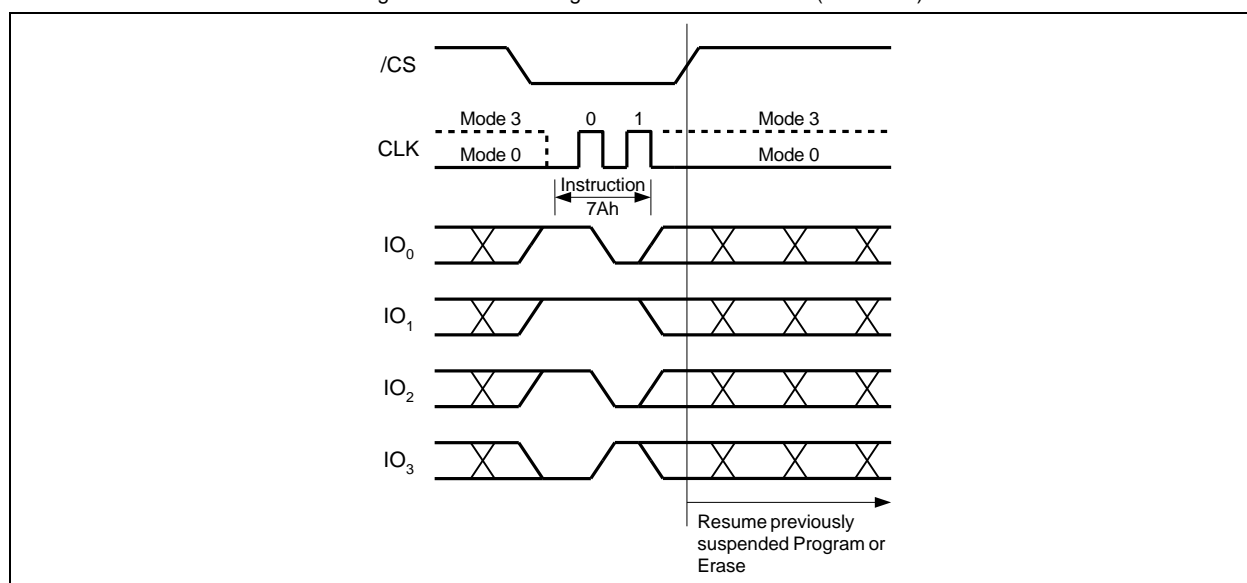 /CS
Mode 3 0 1 Mode 3
CLK
Mode 0 Mode 0
Instruction
7Ah
IO0
IO1
IO2
IO3
Resume previously
suspended Program or
Erase